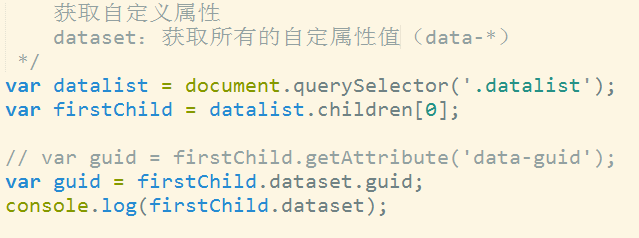 获取自定义属性
dataset：获取所有的自定属性值（data-*）
*/
var datalist = document.querySelector('.datalist');
var firstChild = datalist.children[0];
// var guid = firstChild.getAttribute('data-guid');
var guid = firstChild.dataset.guid;
console.log(firstChild.dataset);